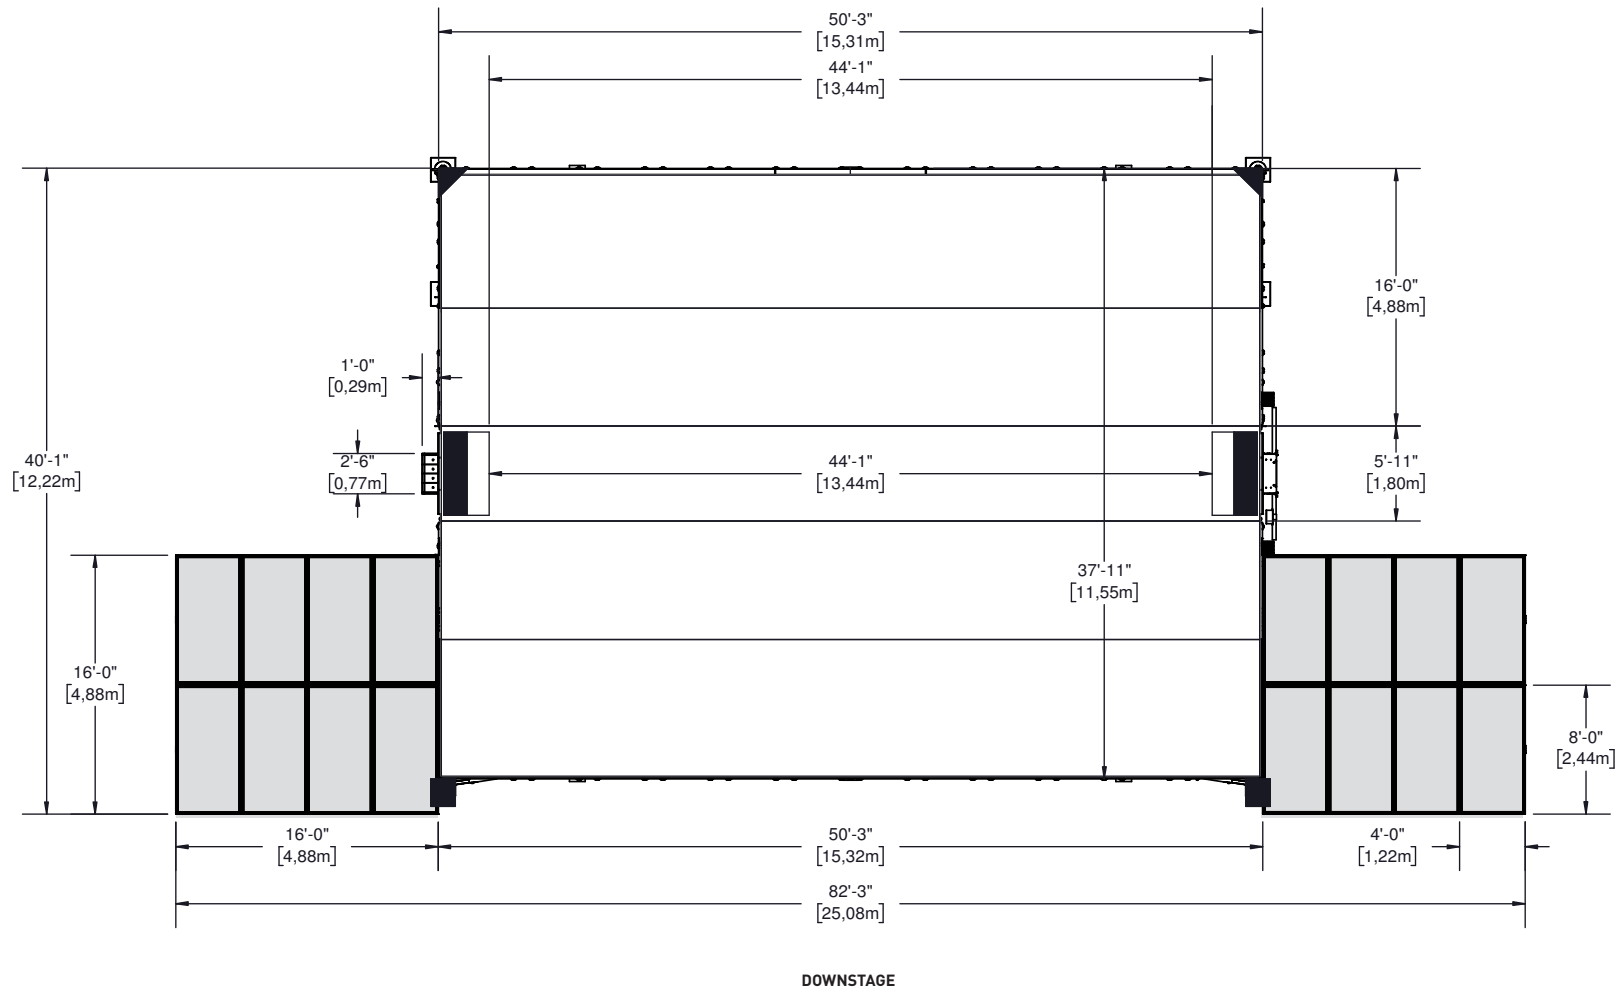 50'-3"
[15,31m]
44'-1"
[13,44m]
16'-0"
[4,88m]
1'-0"
[0,29m]
40'-1"
[12,22m]
2'-6"
[0,77m]
44'-1"
[13,44m]
5'-11"
[1,80m]
37'-11"
[11,55m]
16'-0"
[4,88m]
8'-0"
[2,44m]
16'-0"
[4,88m]
50'-3"
[15,32m]
4'-0"
[1,22m]
82'-3"
[25,08m]
DOWNSTAGE